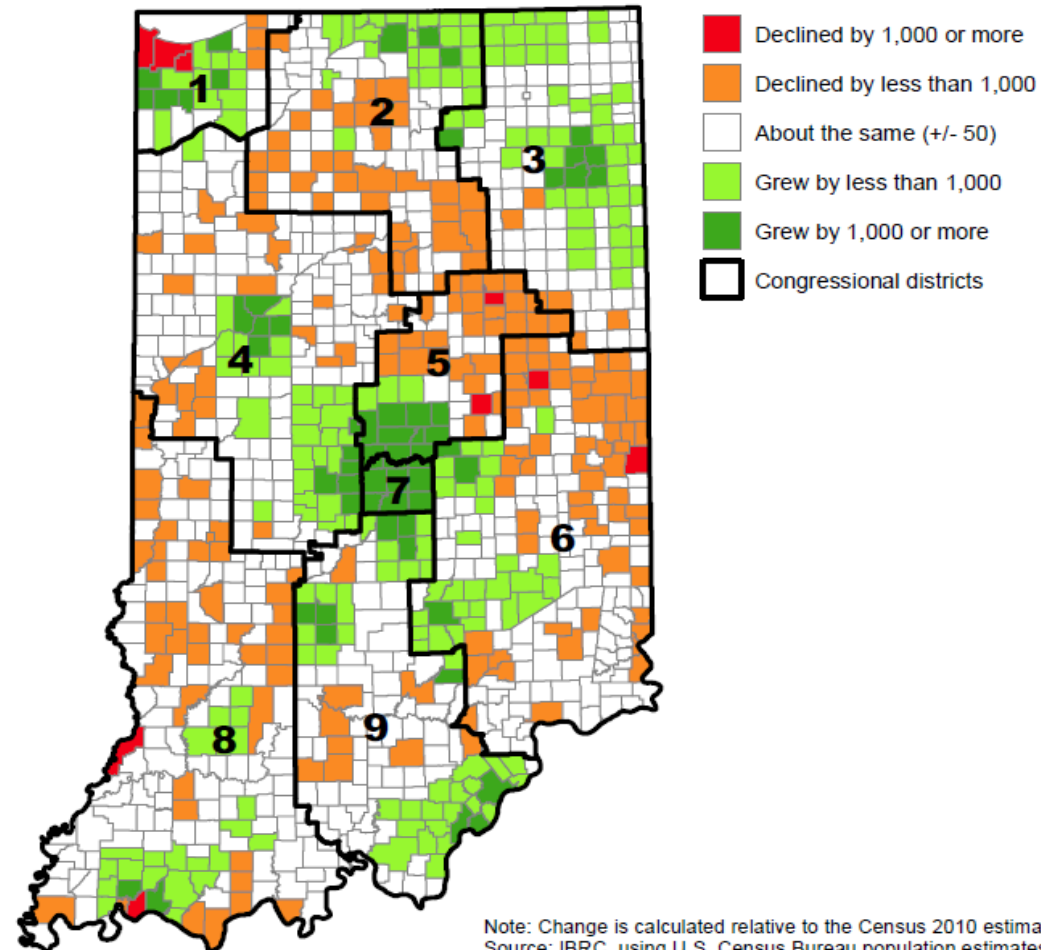 Declined by 1,000 or more
Declined by less than 1,000
About the same (+/- 50)
Grew by less than 1,000
Grew by 1,000 or more
Congressional districts
1
2
3
4
5
7
6
9
8
Note: Change is calculated relative to the Census 2010 estima
Source: IBRC, using U.S. Census Bureau population estimates